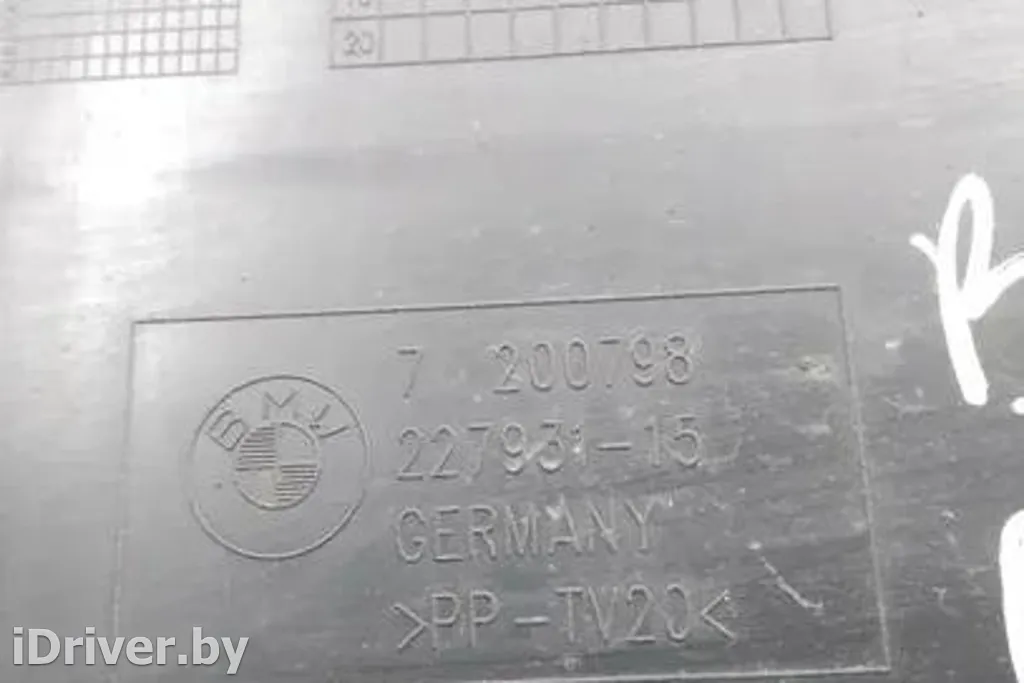 20
7 200798
BMW
227931-15
GERMANY
>PP-TV20<
iDriver.by